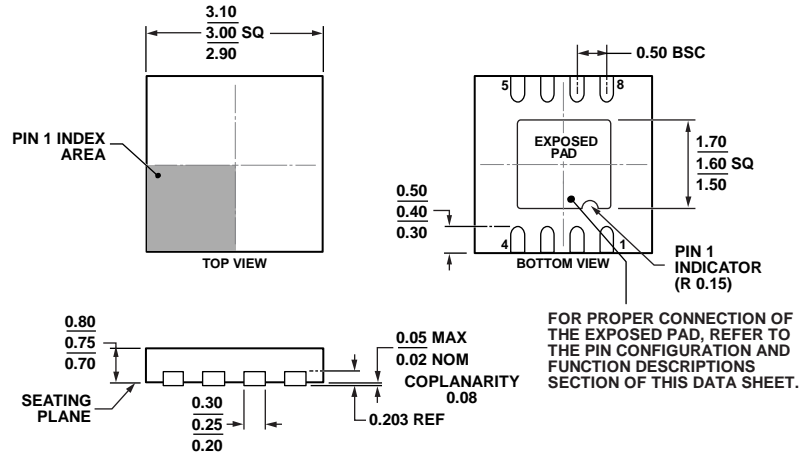 3.10
3.00 SQ
2.90
0.50 BSC
PIN 1 INDEX
AREA
5
8
EXPOSED
PAD
1.70
1.60 SQ
1.50
0.50
0.40
0.30
4
1
TOP VIEW
BOTTOM VIEW
PIN 1
INDICATOR
(R 0.15)
FOR PROPER CONNECTION OF
THE EXPOSED PAD, REFER TO
THE PIN CONFIGURATION AND
FUNCTION DESCRIPTIONS
SECTION OF THIS DATA SHEET.
0.80
0.75
0.70
0.05 MAX
0.02 NOM
COPLANARITY
0.08
SEATING
PLANE
0.30
0.25
0.20
0.203 REF